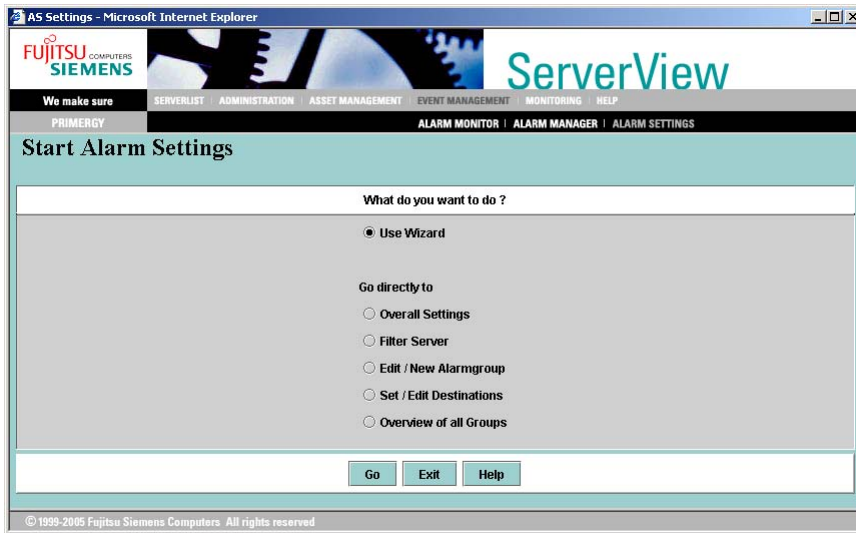 AS Settings - Microsoft Internet Explorer
FUJITSU COMPUTERS
SIEMENS
ServerView
We make sure
SERVERLIST | ADMINISTRATION | ASSET MANAGEMENT | EVENT MANAGEMENT | MONITORING | HELP
PRIMERGY
ALARM MONITOR | ALARM MANAGER | ALARM SETTINGS
Start Alarm Settings
What do you want to do ?
Use Wizard
Go directly to
Overall Settings
Filter Server
Edit / New Alarmgroup
Set / Edit Destinations
Overview of all Groups
Go Exit Help
© 1999-2005 Fujitsu Siemens Computers All rights reserved